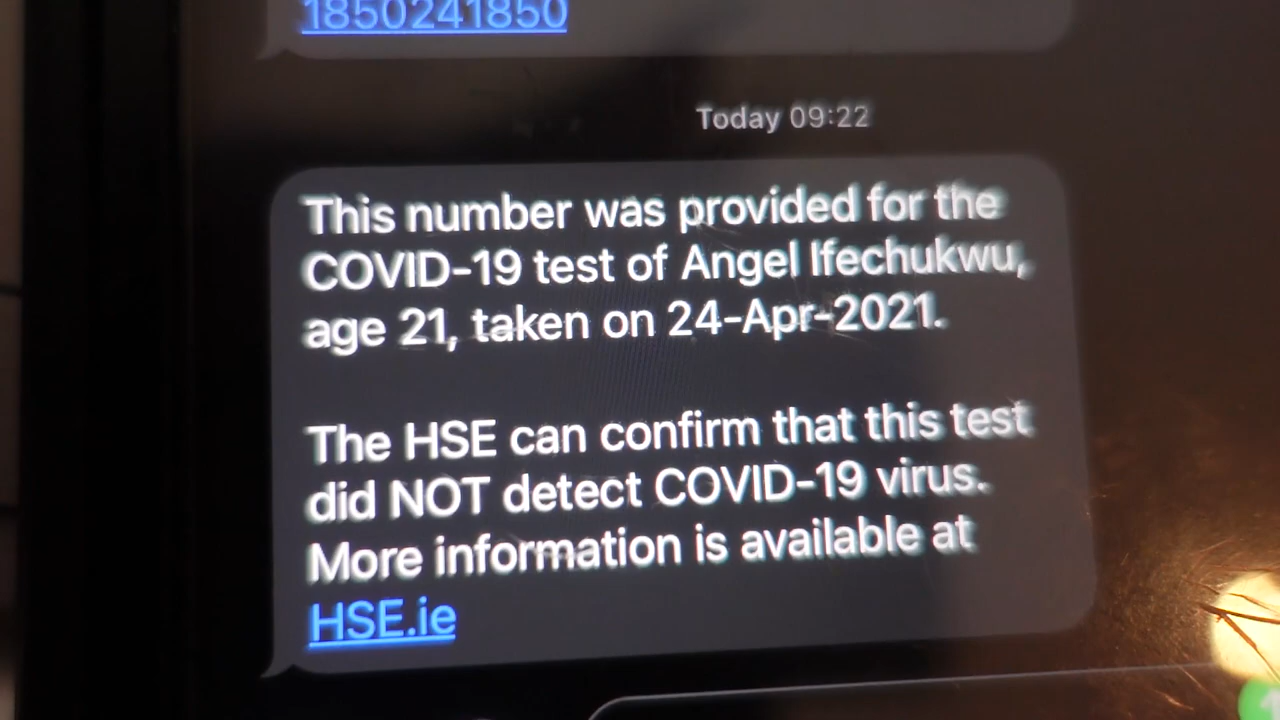 1850241850
Today 09:22
This number was provided for the
COVID-19 test of Angel Ifechukwu,
age 21, taken on 24-Apr-2021.
The HSE can confirm that this test
did NOT detect COVID-19 virus.
More information is available at
HSE.ie